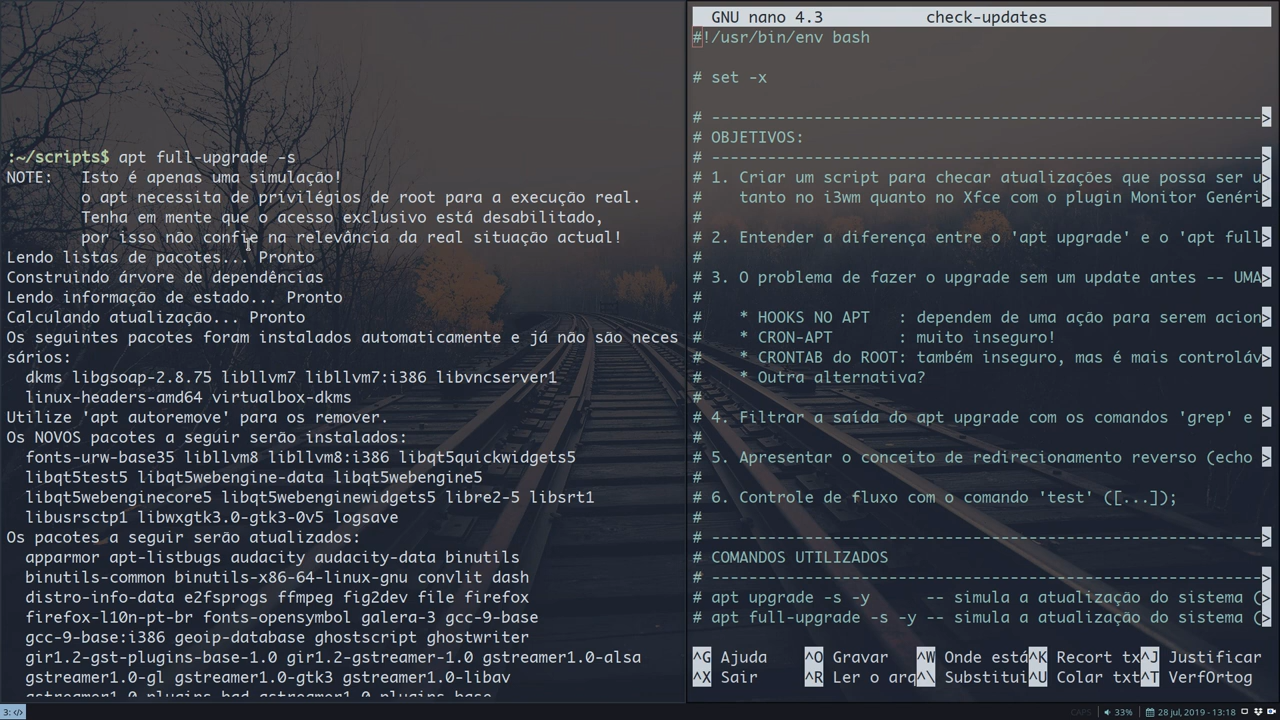 :~/scripts$ apt full-upgrade -s
NOTE:   Isto é apenas uma simulação!
        o apt necessita de privilégios de root para a execução real.
        Tenha em mente que o acesso exclusivo está desabilitado,
        por isso não confie na relevância da real situação actual!
Lendo listas de pacotes... Pronto
Construindo árvore de dependências
Lendo informação de estado... Pronto
Calculando atualização... Pronto
Os seguintes pacotes foram instalados automaticamente e já não são neces
sários:
  dkms libgsoap-2.8.75 libllvm7 libllvm7:i386 libvncserver1
  linux-headers-amd64 virtualbox-dkms
Utilize 'apt autoremove' para os remover.
Os NOVOS pacotes a seguir serão instalados:
  fonts-urw-base35 libllvm8 libllvm8:i386 libqt5quickwidgets5
  libqt5test5 libqt5webengine-data libqt5webengine5
  libqt5webenginecore5 libqt5webenginewidgets5 libre2-5 libsrt1
  libusrsctp1 libwxgtk3.0-gtk3-0v5 logsave
Os pacotes a seguir serão atualizados:
  apparmor apt-listbugs audacity audacity-data binutils
  binutils-common binutils-x86-64-linux-gnu convlit dash
  distro-info-data e2fsprogs ffmpeg fig2dev file firefox
  firefox-l10n-pt-br fonts-opensymbol galera-3 gcc-9-base
  gcc-9-base:i386 geoip-database ghostscript ghostwriter
  gir1.2-gst-plugins-base-1.0 gir1.2-gstreamer-1.0 gstreamer1.0-alsa
  gstreamer1.0-gl gstreamer1.0-gtk3 gstreamer1.0-libav
  gstreamer1.0-plugins-bad gstreamer1.0-plugins-base
GNU nano 4.3           check-updates
#!/usr/bin/env bash
# set -x
# ----------------------------------------------------------->
# OBJETIVOS:
# ----------------------------------------------------------->
# 1. Criar um script para checar atualizações que possa ser u>
#    tanto no i3wm quanto no Xfce com o plugin Monitor Genéri>
#
# 2. Entender a diferença entre o 'apt upgrade' e o 'apt full>
#
# 3. O problema de fazer o upgrade sem um update antes -- UMA>
#
#    * HOOKS NO APT   : dependem de uma ação para serem acion>
#    * CRON-APT       : muito inseguro!
#    * CRONTAB do ROOT: também inseguro, mas é mais controláv>
#    * Outra alternativa?
#
# 4. Filtrar a saída do apt upgrade com os comandos 'grep' e >
#
# 5. Apresentar o conceito de redirecionamento reverso (echo >
#
# 6. Controle de fluxo com o comando 'test' ([...]);
#
# ----------------------------------------------------------->
# COMANDOS UTILIZADOS
# ----------------------------------------------------------->
# apt upgrade -s -y      -- simula a atualização do sistema (>
# apt full-upgrade -s -y -- simula a atualização do sistema (>
^G Ajuda    ^O Gravar   ^W Onde está^K Recort tx^J Justificar
^X Sair     ^R Ler o arq^\ Substitui^U Colar txt^T VerfOrtog
3: </>
CAPS | 33% | 28 jul, 2019 - 13:18